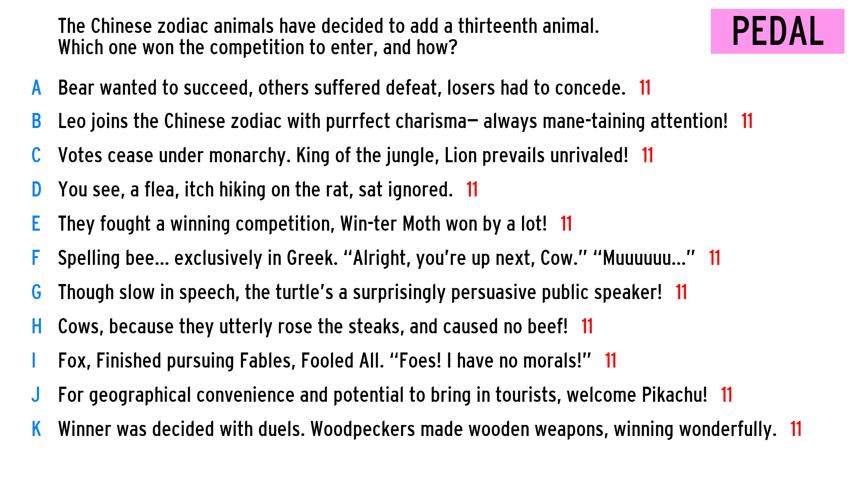 The Chinese zodiac animals have decided to add a thirteenth animal.
Which one won the competition to enter, and how?
PEDAL
A Bear wanted to succeed, others suffered defeat, losers had to concede. 11
B Leo joins the Chinese zodiac with purrfect charisma— always mane-taining attention! 11
C Votes cease under monarchy. King of the jungle, Lion prevails unrivaled! 11
D You see, a flea, itch hiking on the rat, sat ignored. 11
E They fought a winning competition, Win-ter Moth won by a lot! 11
F Spelling bee... exclusively in Greek. “Alright, you’re up next, Cow.” “Muuuuuu...” 11
G Though slow in speech, the turtle’s a surprisingly persuasive public speaker! 11
H Cows, because they utterly rose the steaks, and caused no beef! 11
I Fox, Finished pursuing Fables, Fooled All. “Foes! I have no morals!” 11
J For geographical convenience and potential to bring in tourists, welcome Pikachu! 11
K Winner was decided with duels. Woodpeckers made wooden weapons, winning wonderfully. 11